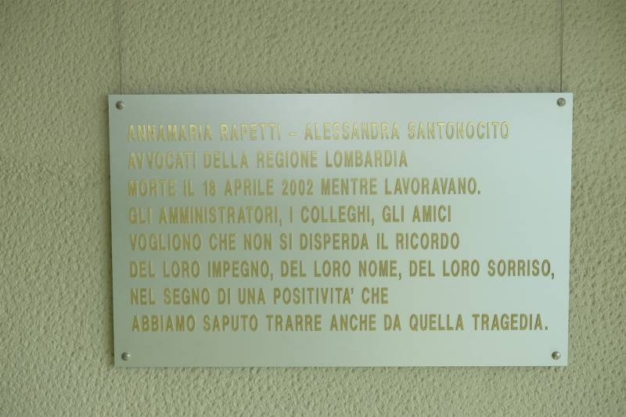 ANNAMARIA RAPETTI - ALESSANDRA SANTONOCITO
AVVOCATI DELLA REGIONE LOMBARDIA
MORTE IL 18 APRILE 2002 MENTRE LAVORAVANO.
GLI AMMINISTRATORI, I COLLEGHI, GLI AMICI
VOGLIONO CHE NON SI DISPERDA IL RICORDO
DEL LORO IMPEGNO, DEL LORO NOME, DEL LORO SORRISO,
NEL SEGNO DI UNA POSITIVITA' CHE
ABBIAMO SAPUTO TRARRE ANCHE DA QUELLA TRAGEDIA.